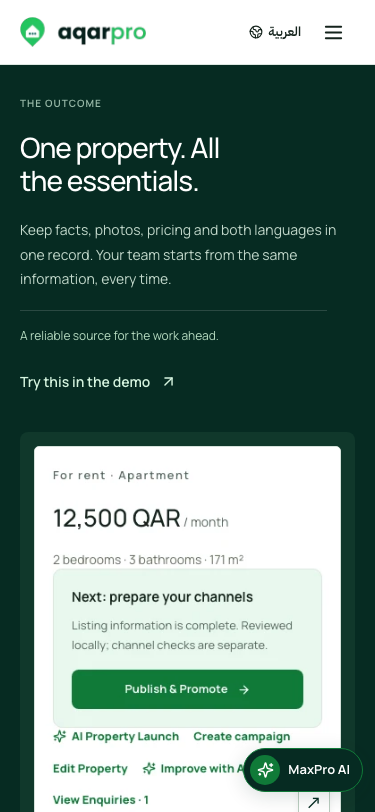 aqarpro
العربية
THE OUTCOME
One property. All
the essentials.
Keep facts, photos, pricing and both languages in
one record. Your team starts from the same
information, every time.
A reliable source for the work ahead.
Try this in the demo
For rent · Apartment
12,500 QAR / month
2 bedrooms · 3 bathrooms · 171 m²
Next: prepare your channels
Listing information is complete. Reviewed
locally; channel checks are separate.
Publish & Promote →
AI Property Launch Create campaign
Edit Property Improve with
MaxPro AI
View Enquiries · 1